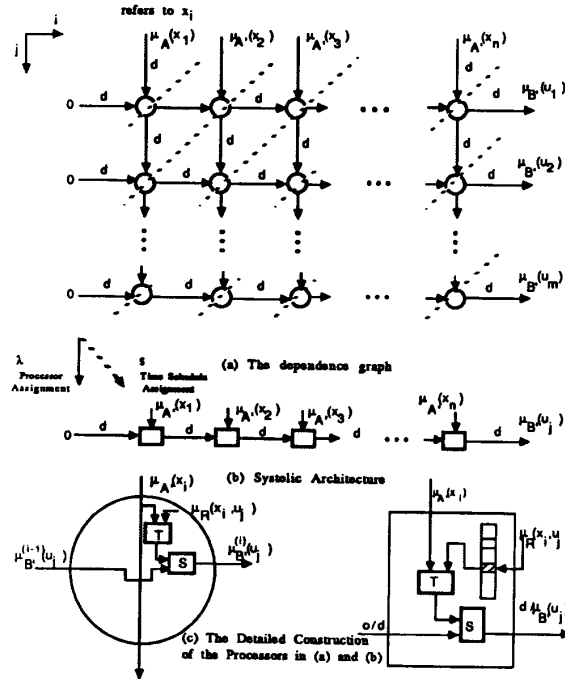 refers to x_i
i
j
μ_A'(x_1) μ_A'(x_2) μ_A'(x_3) μ_A'(x_n)
d
0 d d d d d μ_B'(u_1)
d d d d
0 d d d d d μ_B'(u_2)
0 d d d d d μ_B'(u_m)
(a) The dependence graph
λ
Processor
Assignment
s
Time Schedule
Assignment
μ_A'(x_1) μ_A'(x_2) μ_A'(x_3) μ_A'(x_n)
0 d d d d d μ_B'(u_j)
(b) Systolic Architecture
μ_A'(x_i) μ_A'(x_i)
μ_R(x_i, u_j) μ_R(x_i, u_j
T T
μ_B'^(i-1)(u_j) S μ_B'^(i)(u_j)
o/d S d/μ_B'(u_j)
(c) The Detailed Construction
of the Processors in (a) and (b)